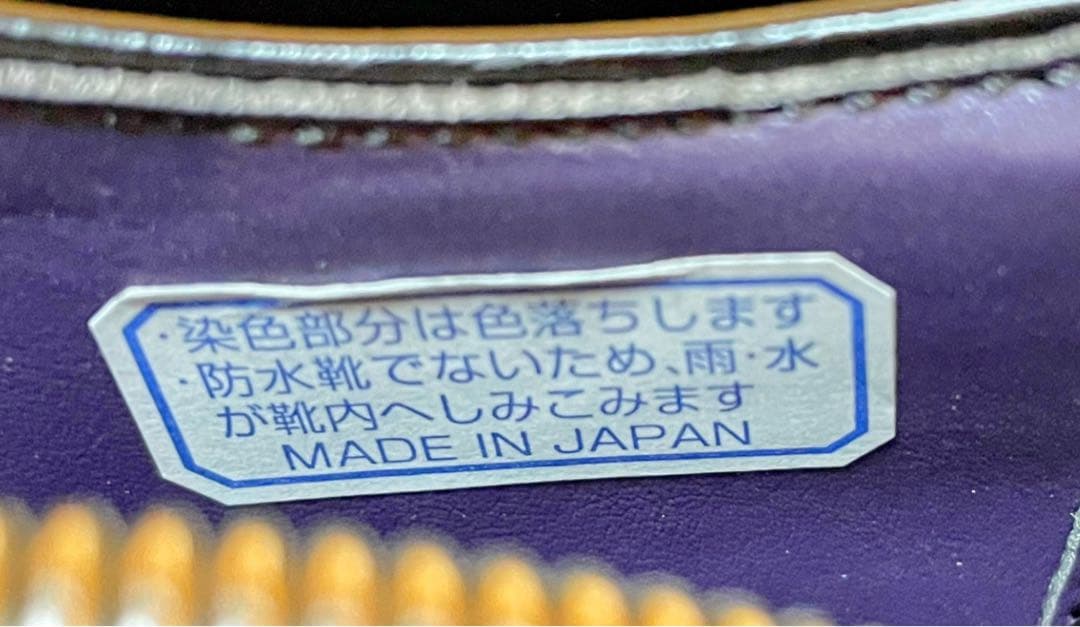 ・染色部分は色落ちします
・防水靴でないため、雨・水
が靴内へしみこみます
MADE IN JAPAN